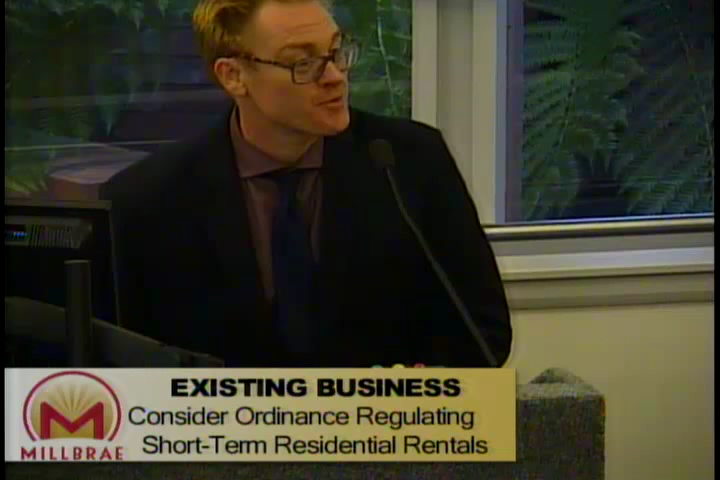 EXISTING BUSINESS
Consider Ordinance Regulating
Short-Term Residential Rentals
M
MILLBRAE